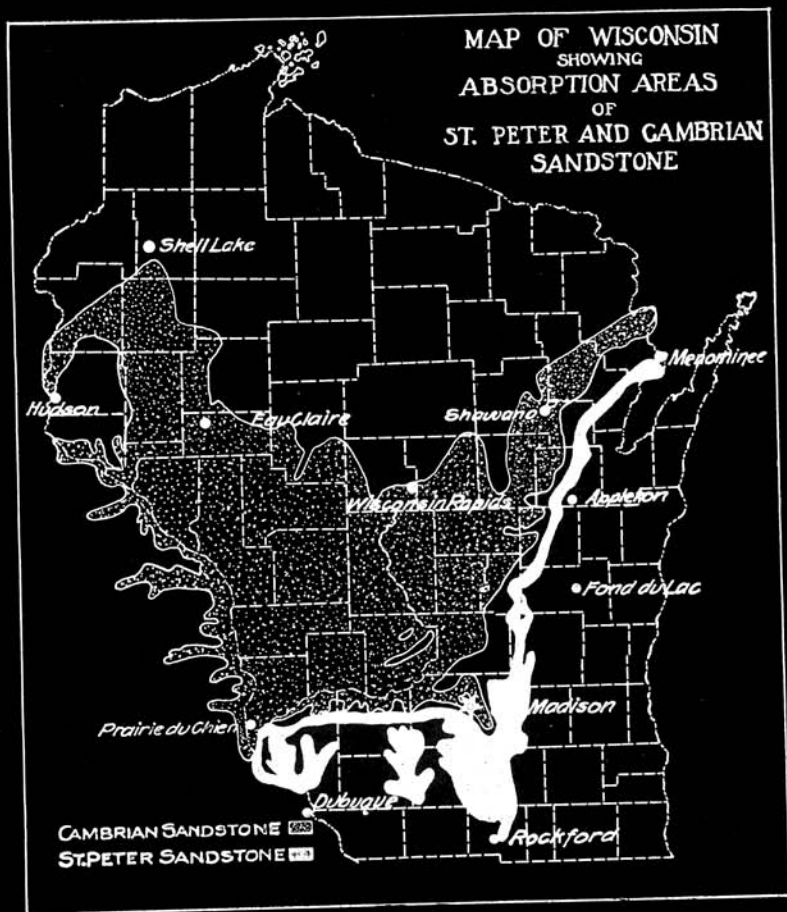 MAP OF WISCONSIN
SHOWING
ABSORPTION AREAS
OF
ST. PETER AND CAMBRIAN
SANDSTONE
Shell Lake
Menominee
Hudson
Eau Claire
Shawano
Wisconsin Rapids
Appleton
Fond du Lac
Madison
Prairie du Chien
Dubuque
Rockford
CAMBRIAN SANDSTONE
ST. PETER SANDSTONE